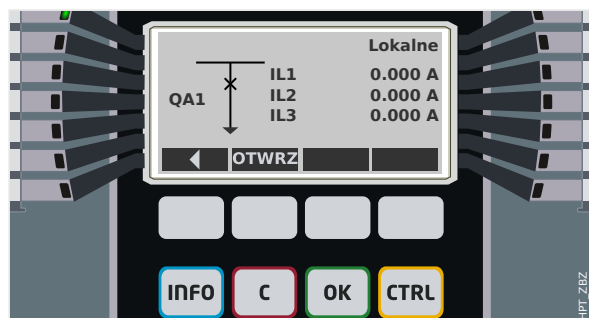 Lokalne
IL1 0.000 A
QA1 IL2 0.000 A
IL3 0.000 A
OTWRZ
INFO C OK CTRL
HPT_ZBZ